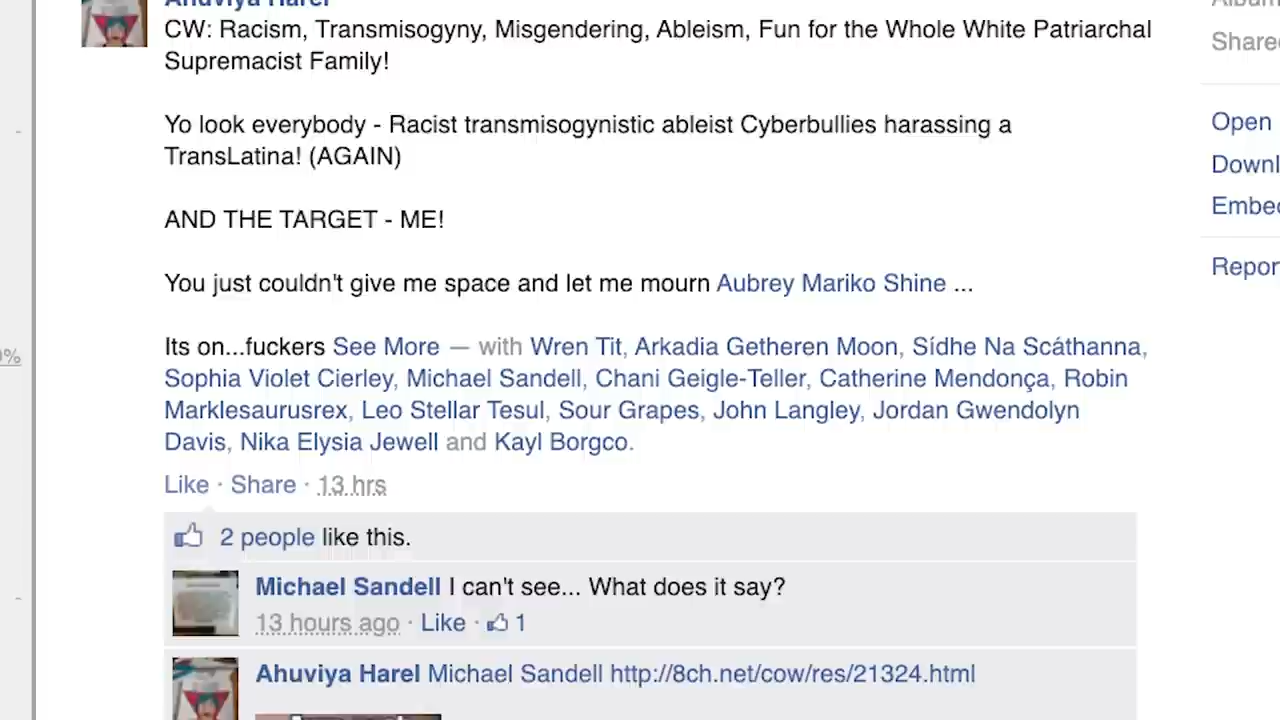 Ahuviya Harel
CW: Racism, Transmisogyny, Misgendering, Ableism, Fun for the Whole White Patriarchal
Supremacist Family!
Yo look everybody - Racist transmisogynistic ableist Cyberbullies harassing a
TransLatina! (AGAIN)
AND THE TARGET - ME!
You just couldn't give me space and let me mourn Aubrey Mariko Shine ...
Its on...fuckers See More — with Wren Tit, Arkadia Getheren Moon, Sídhe Na Scáthanna,
Sophia Violet Cierley, Michael Sandell, Chani Geigle-Teller, Catherine Mendonça, Robin
Marklesaurusrex, Leo Stellar Tesul, Sour Grapes, John Langley, Jordan Gwendolyn
Davis, Nika Elysia Jewell and Kayl Borgco.
Like · Share · 13 hrs
2 people like this.
Michael Sandell I can't see... What does it say?
13 hours ago · Like · 1
Ahuviya Harel Michael Sandell http://8ch.net/cow/res/21324.html
Album
Shared
Open
Downl
Embed
Repor
%